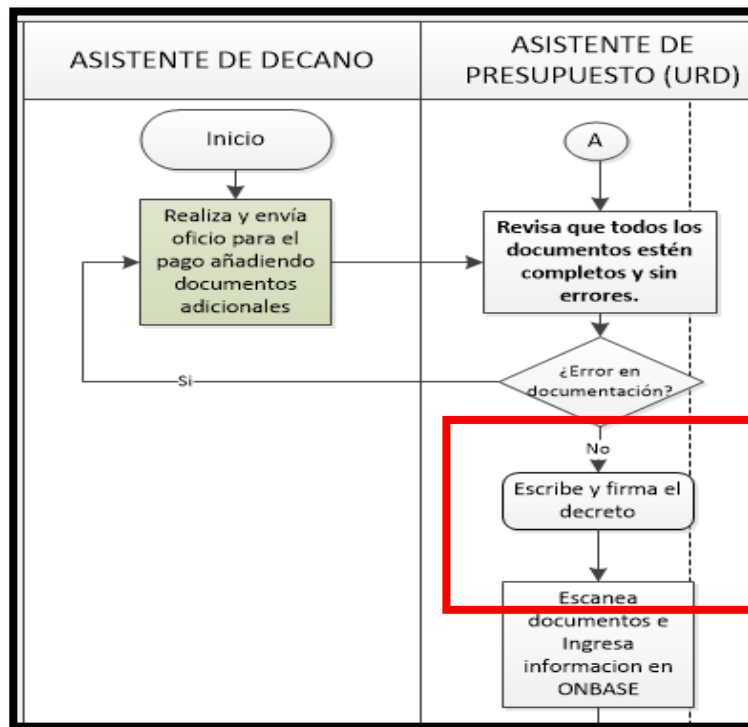 ASISTENTE DE DECANO
ASISTENTE DE
PRESUPUESTO (URD)
Inicio
A
Realiza y envía
oficio para el
pago añadiendo
documentos
adicionales
Revisa que todos los
documentos estén
completos y sin
errores.
¿Error en
documentación?
Si
No
Escribe y firma el
decreto
Escanea
documentos e
Ingresa
informacion en
ONBASE